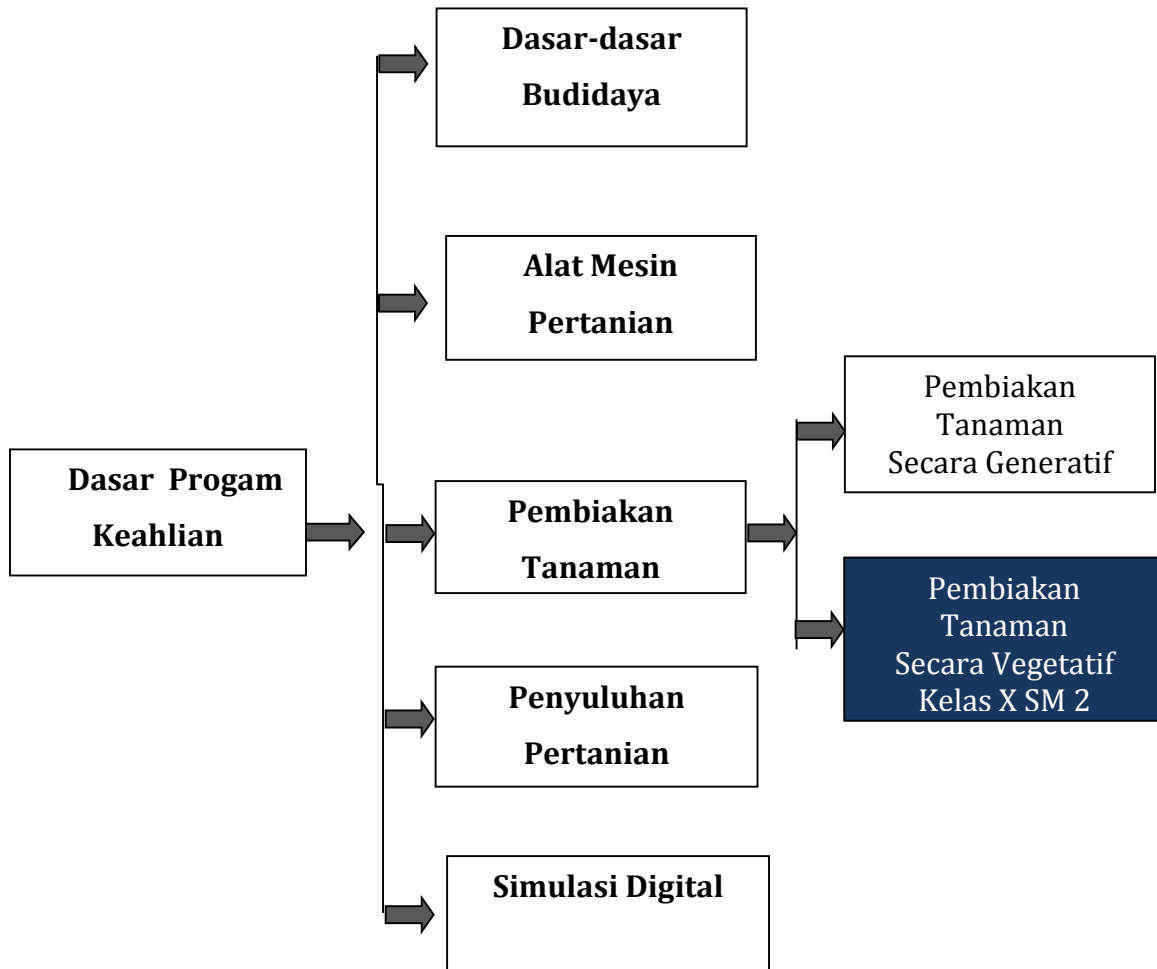 Dasar-dasar
Budidaya
Alat Mesin
Pertanian
Pembiakan
Tanaman
Secara Generatif
Dasar Progam
Keahlian
Pembiakan
Tanaman
Pembiakan
Tanaman
Secara Vegetatif
Kelas X SM 2
Penyuluhan
Pertanian
Simulasi Digital